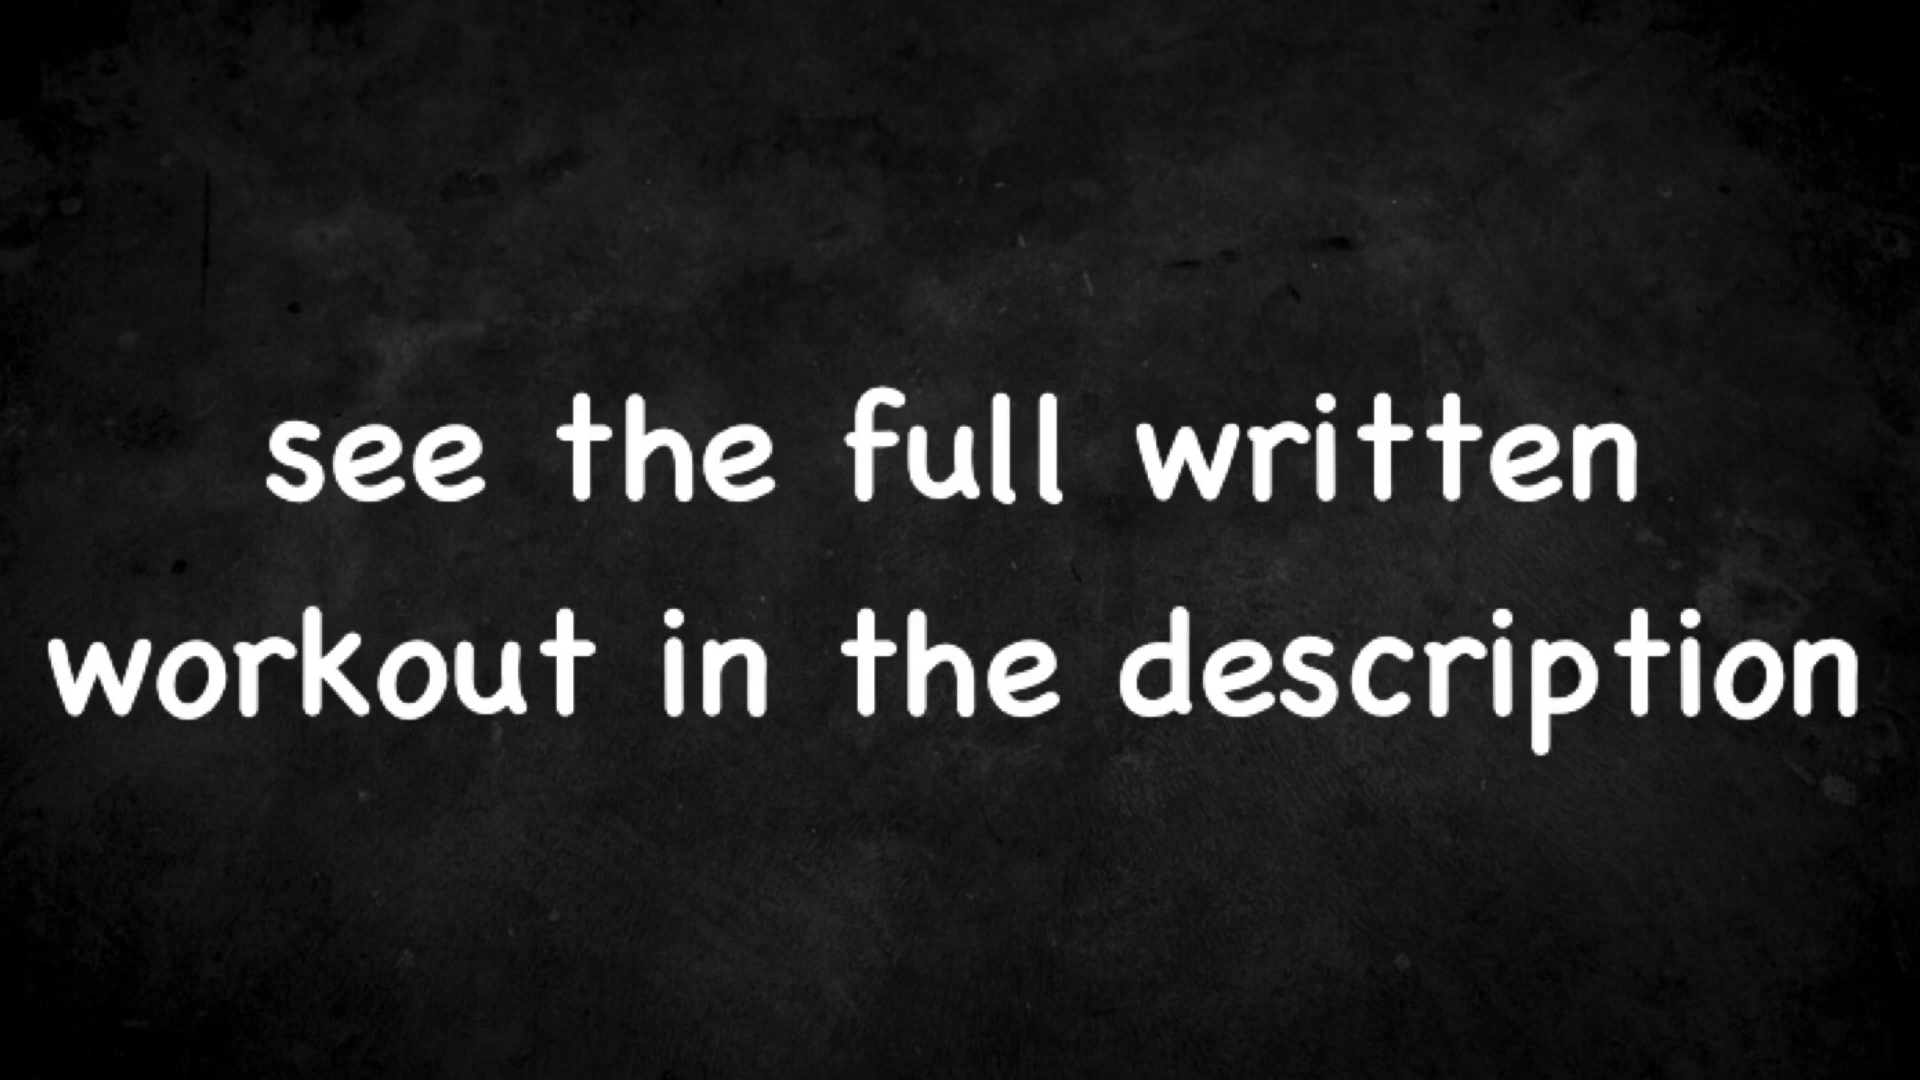 see the full written
workout in the description